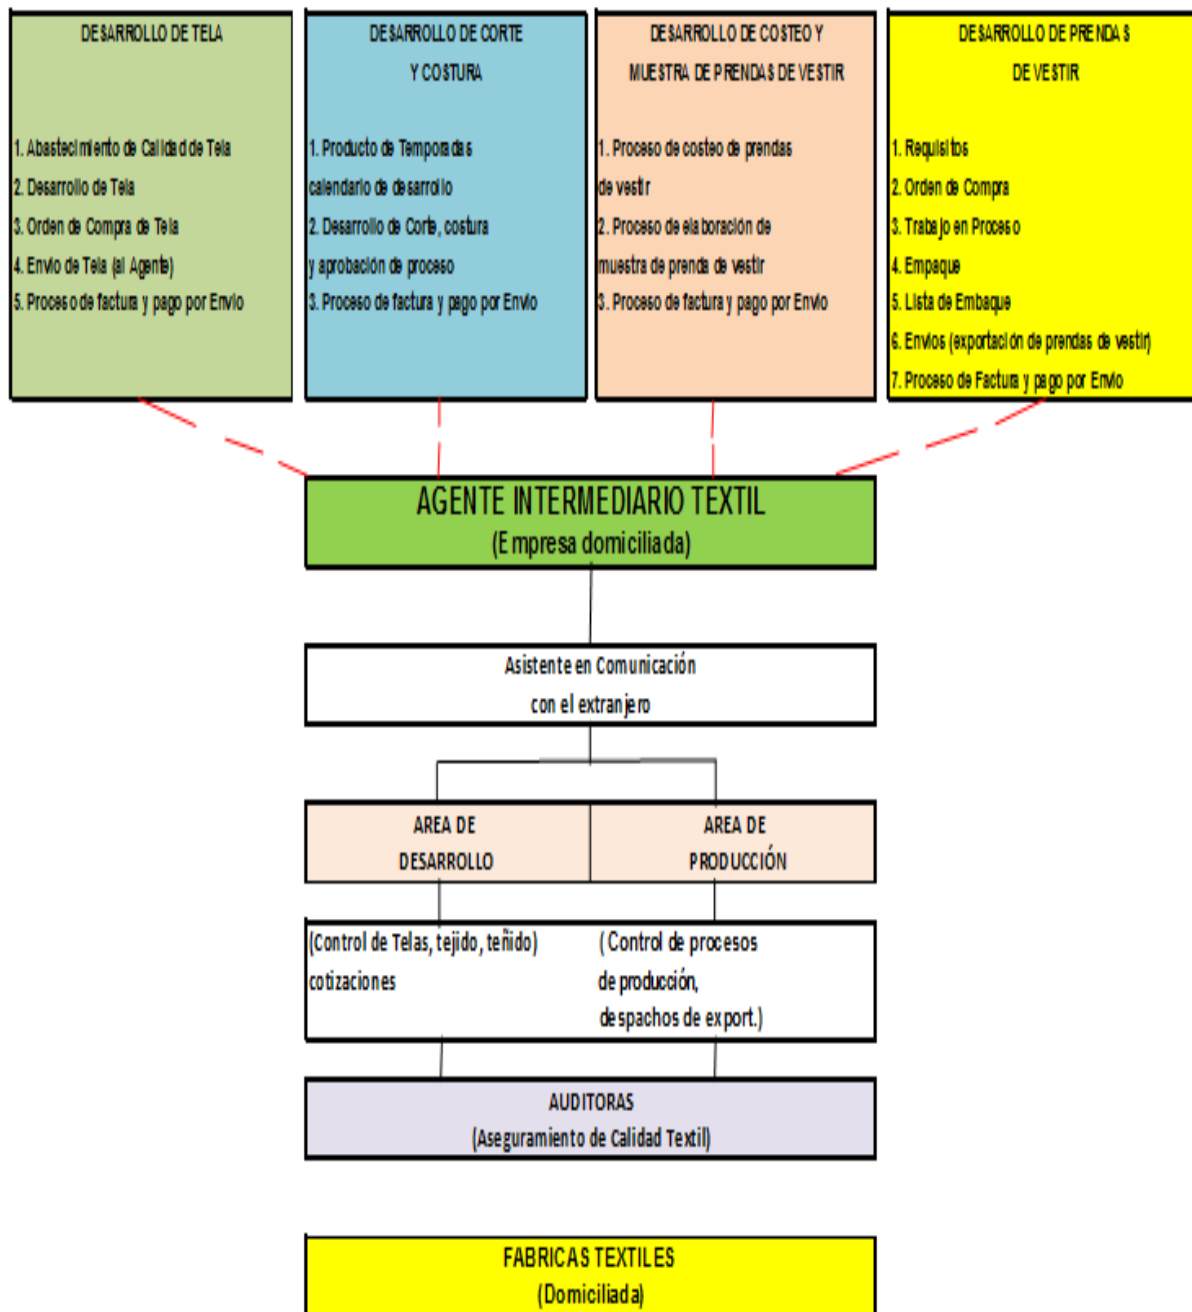 DESARROLLO DE TELA
1. Abastecimiento de Calidad de Tela
2. Desarrollo de Tela
3. Orden de Compra de Tela
4. Envio de Tela (al Agente)
5. Proceso de factura y pago por Envio
DESARROLLO DE CORTE
Y COSTURA
1. Producto de Temporadas
calendario de desarrollo
2. Desarrollo de Corte, costura
y aprobación de proceso
3. Proceso de factura y pago por Envio
DESARROLLO DE COSTEO Y
MUESTRA DE PRENDAS DE VESTIR
1. Proceso de costeo de prendas
de vestir
2. Proceso de elaboración de
muestra de prenda de vestir
3. Proceso de factura y pago por Envio
DESARROLLO DE PRENDAS
DE VESTIR
1. Requisitos
2. Orden de Compra
3. Trabajo en Proceso
4. Empaque
5. Lista de Embaque
6. Envios (exportación de prendas de vestir)
7. Proceso de Factura y pago por Envio
AGENTE INTERMEDIARIO TEXTIL
(Empresa domiciliada)
Asistente en Comunicación
con el extranjero
AREA DE
DESARROLLO
AREA DE
PRODUCCIÓN
(Control de Telas, tejido, teñido)
cotizaciones
( Control de procesos
de producción,
despachos de export.)
AUDITORAS
(Aseguramiento de Calidad Textil)
FABRICAS TEXTILES
(Domiciliada)